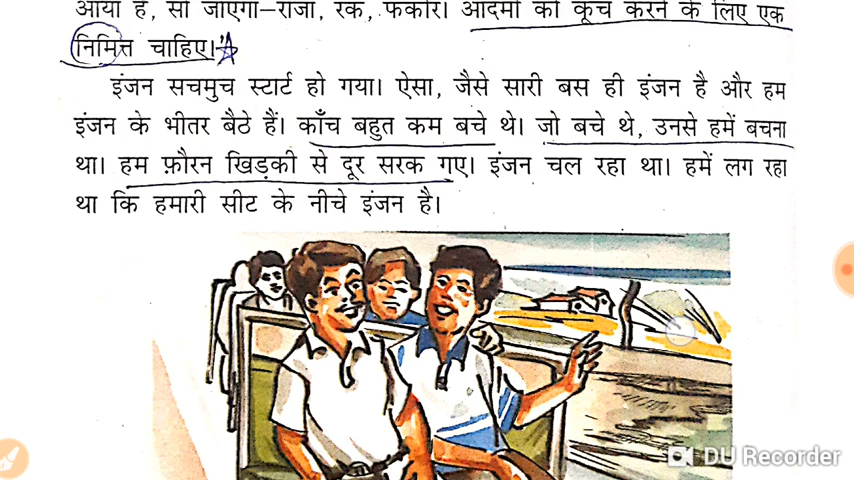 आया है, सो जाएगा—राजा, रंक, फकीर। आदमी को कूच करने के लिए एक
निमित्त चाहिए।"
इंजन सचमुच स्टार्ट हो गया। ऐसा, जैसे सारी बस ही इंजन है और हम
इंजन के भीतर बैठे हैं। काँच बहुत कम बचे थे। जो बचे थे, उनसे हमें बचना
था। हम फ़ौरन खिड़की से दूर सरक गए। इंजन चल रहा था। हमें लग रहा
था कि हमारी सीट के नीचे इंजन है।
DU Recorder